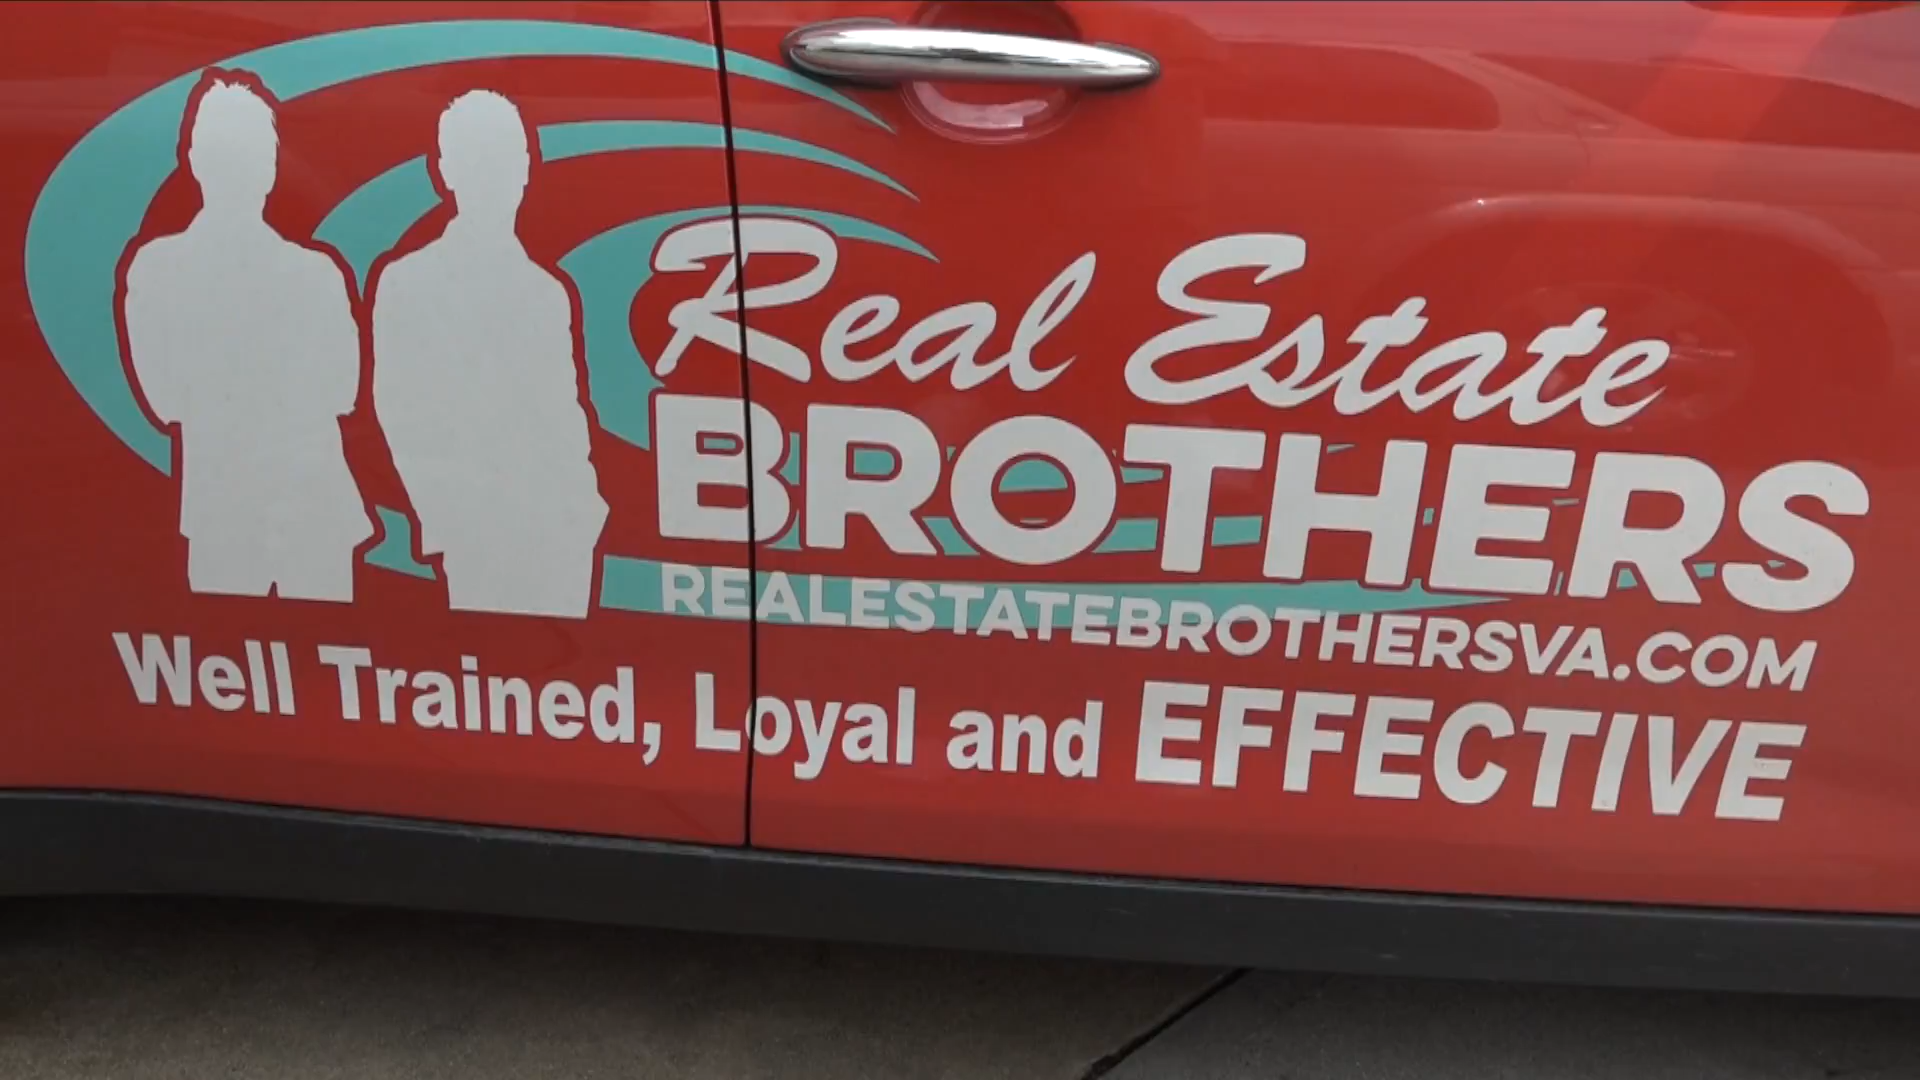 Real Estate
BROTHERS
REALESTATEBROTHERSVA.COM
Well Trained, Loyal and EFFECTIVE